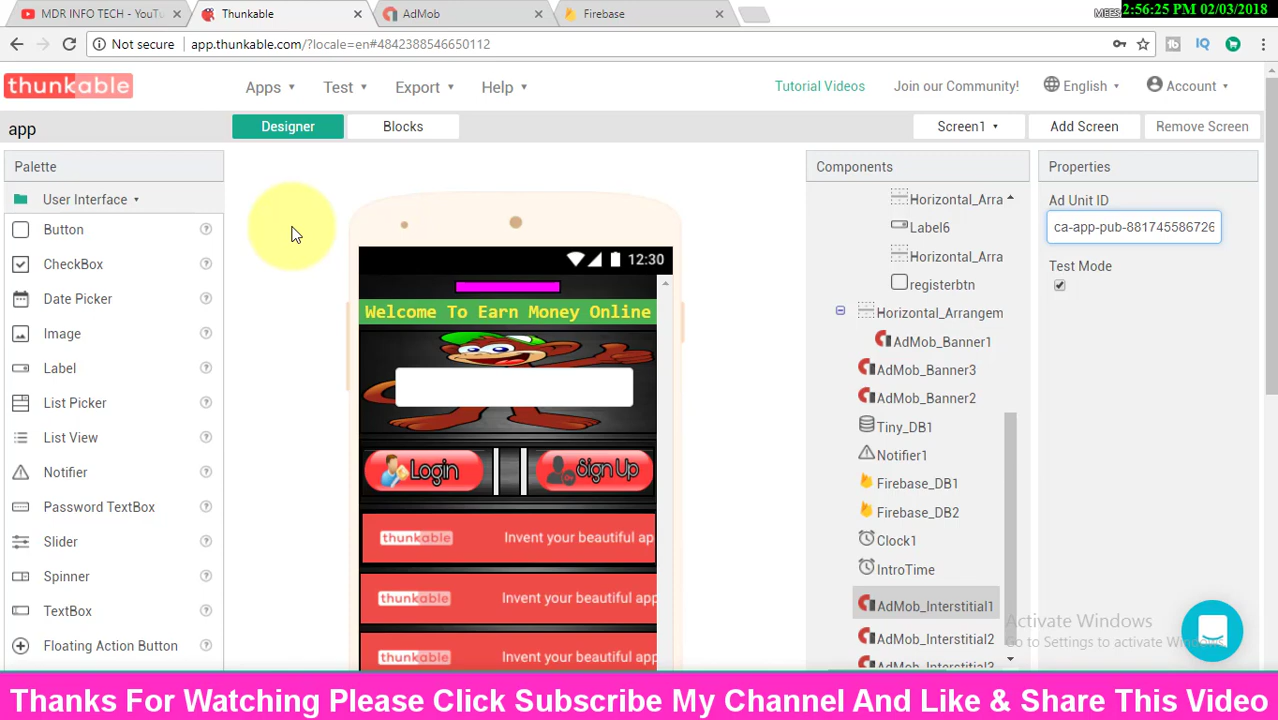 MDR INFO TECH - YouTu
Thunkable
AdMob
Firebase
MEES
2:56:25 PM 02/03/2018
Not secure
app.thunkable.com/?locale=en#4842388546650112
thunkable
Apps
Test
Export
Help
Tutorial Videos
Join our Community!
English
Account
app
Designer
Blocks
Screen1
Add Screen
Remove Screen
Palette
User Interface
Button
CheckBox
Date Picker
Image
Label
List Picker
List View
Notifier
Password TextBox
Slider
Spinner
TextBox
Floating Action Button
12:30
Welcome To Earn Money Online
Login
Sign Up
thunkable
Invent your beautiful ap
thunkable
Invent your beautiful app
thunkable
Invent your beautiful app
Components
Horizontal_Arra
Label6
Horizontal_Arra
registerbtn
Horizontal_Arrangem
AdMob_Banner1
AdMob_Banner3
AdMob_Banner2
Tiny_DB1
Notifier1
Firebase_DB1
Firebase_DB2
Clock1
IntroTime
AdMob_Interstitial1
AdMob_Interstitial2
AdMob_Interstitial3
Properties
Ad Unit ID
ca-app-pub-881745586726
Test Mode
Activate Windows
Go to Settings to activate Windows.
Thanks For Watching Please Click Subscribe My Channel And Like & Share This Video